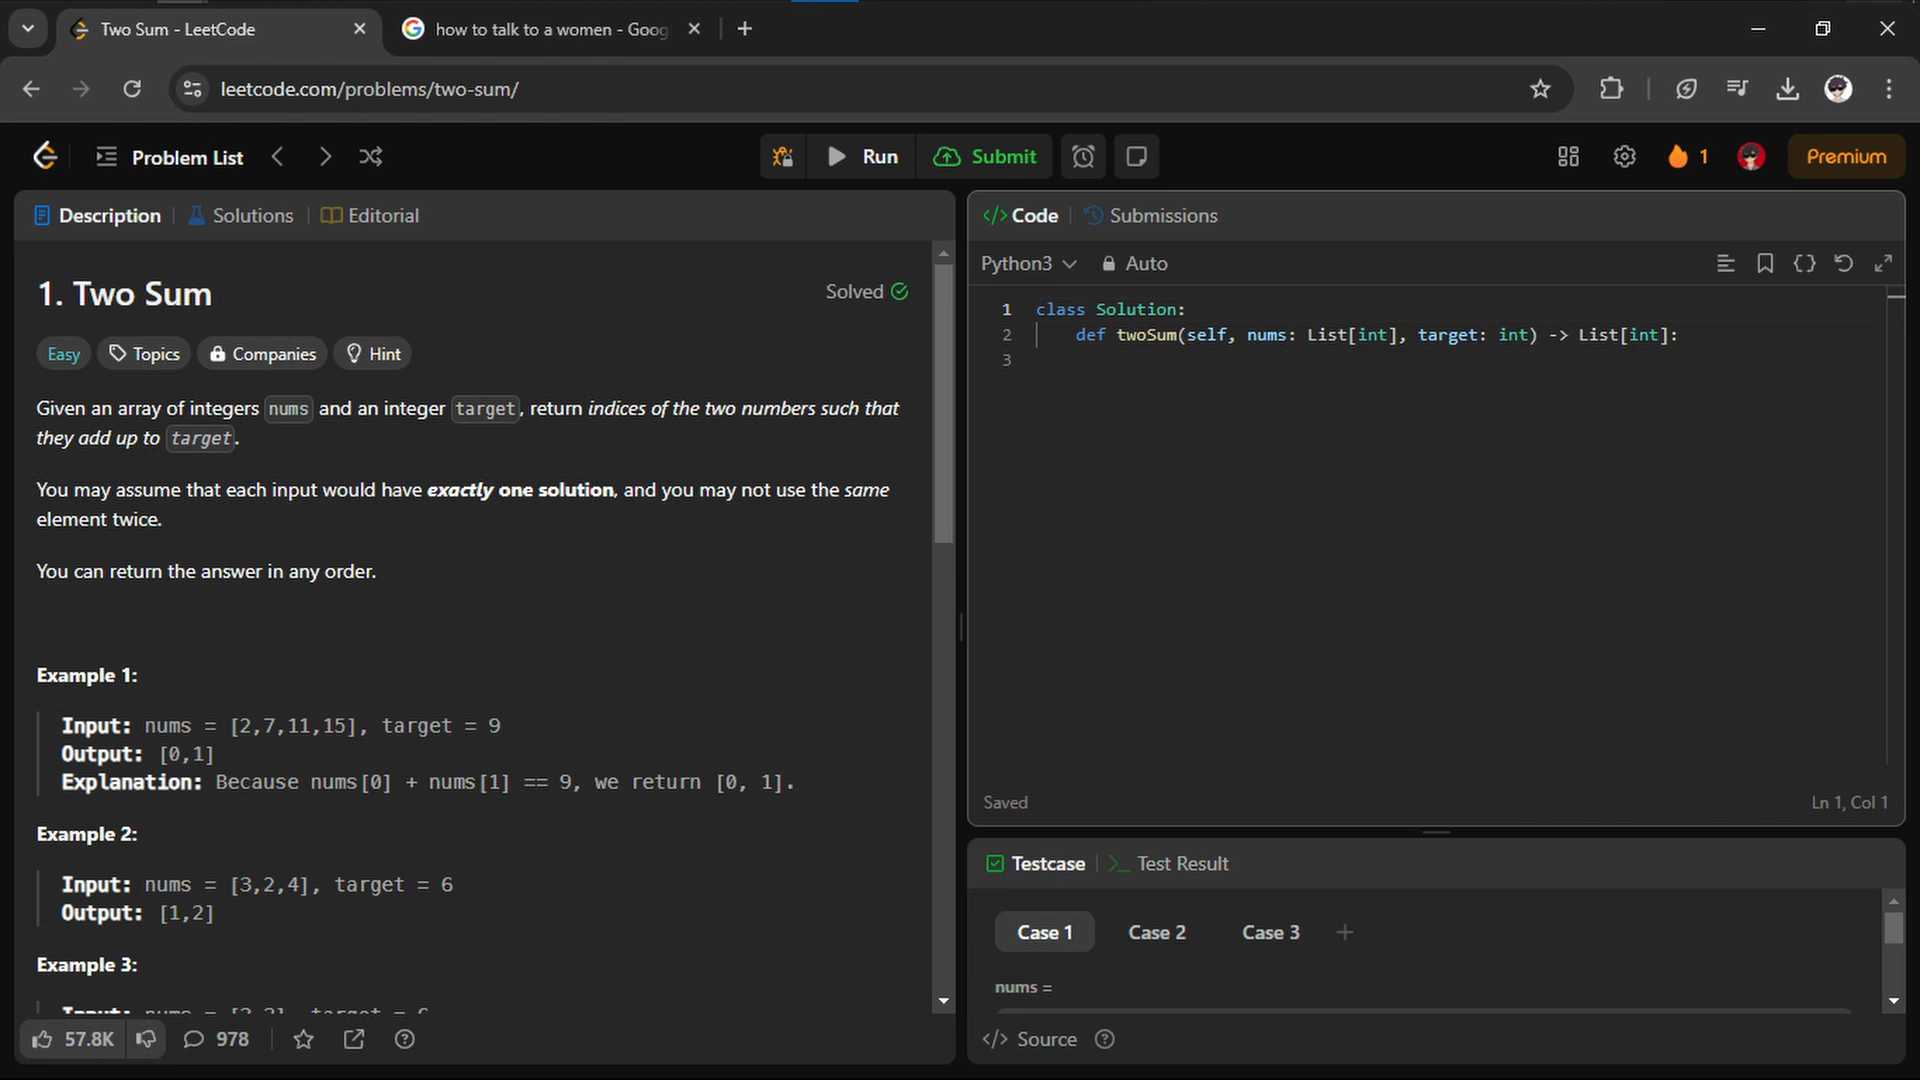 Two Sum - LeetCode
how to talk to a women - Goog
leetcode.com/problems/two-sum/
Problem List
Run
Submit
1
Premium
Description
Solutions
Editorial
1. Two Sum
Solved
Easy
Topics
Companies
Hint
Given an array of integers nums and an integer target, return indices of the two numbers such that
they add up to target.
You may assume that each input would have exactly one solution, and you may not use the same
element twice.
You can return the answer in any order.
Example 1:
Input: nums = [2,7,11,15], target = 9
Output: [0,1]
Explanation: Because nums[0] + nums[1] == 9, we return [0, 1].
Example 2:
Input: nums = [3,2,4], target = 6
Output: [1,2]
Example 3:
57.8K
978
</> Code
Submissions
Python3
Auto
1 class Solution:
2 def twoSum(self, nums: List[int], target: int) -> List[int]:
3
Saved
Ln 1, Col 1
Testcase
>_ Test Result
Case 1
Case 2
Case 3
nums =
</> Source